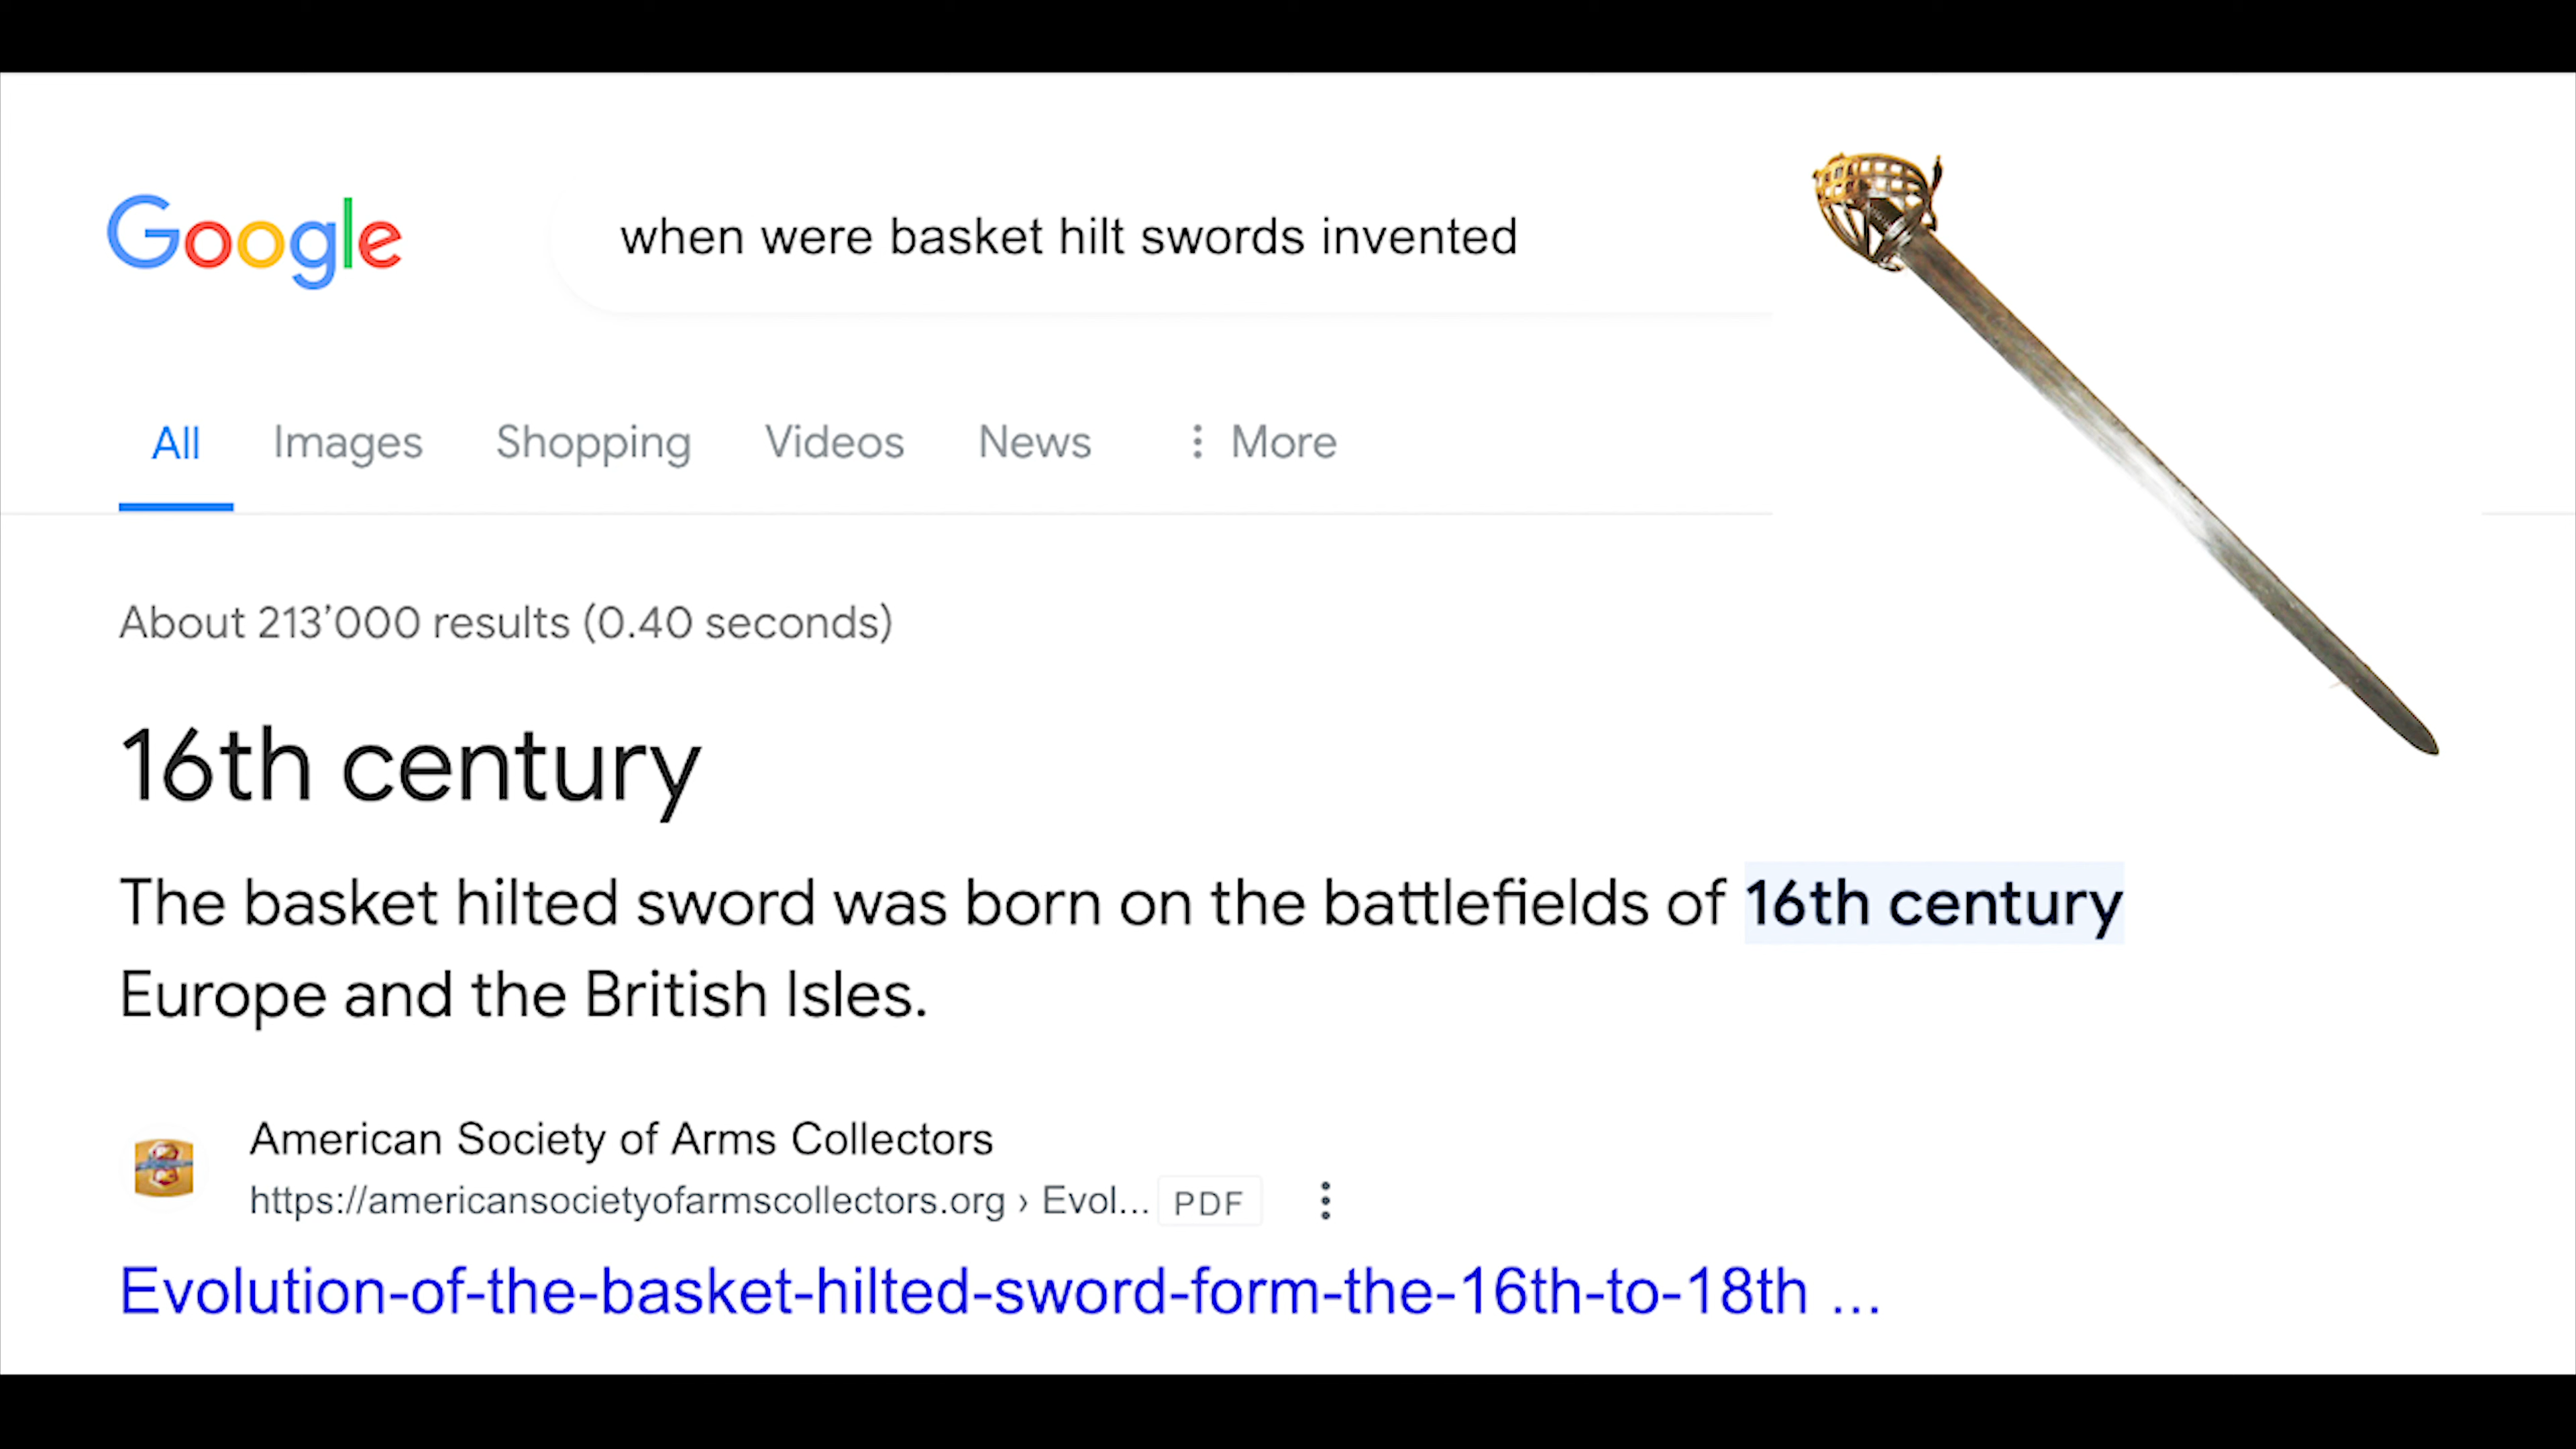 Google
when were basket hilt swords invented
All Images Shopping Videos News More
About 213’000 results (0.40 seconds)
16th century
The basket hilted sword was born on the battlefields of 16th century
Europe and the British Isles.
American Society of Arms Collectors
https://americansocietyofarmscollectors.org › Evol... PDF
Evolution-of-the-basket-hilted-sword-form-the-16th-to-18th ...